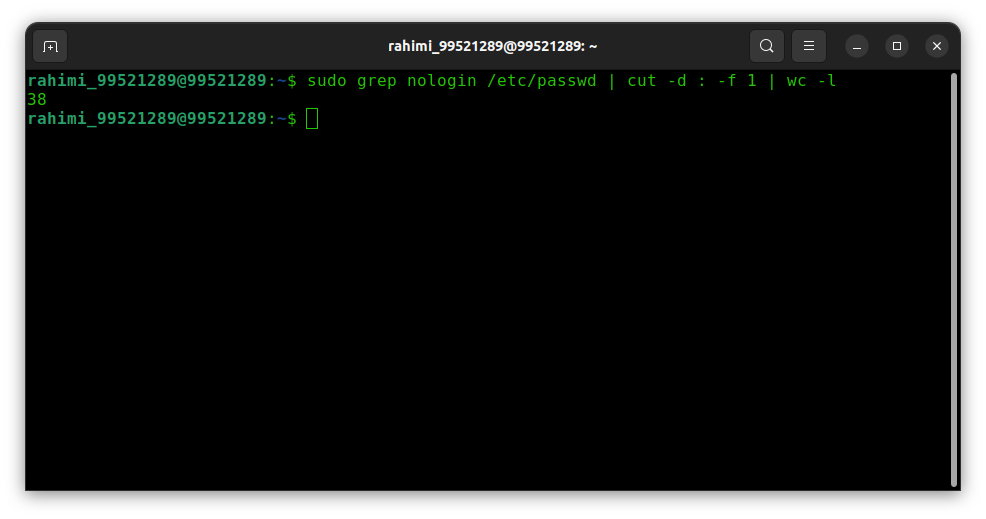 rahimi_99521289@99521289: ~
rahimi_99521289@99521289:~$ sudo grep nologin /etc/passwd | cut -d : -f 1 | wc -l
38
rahimi_99521289@99521289:~$